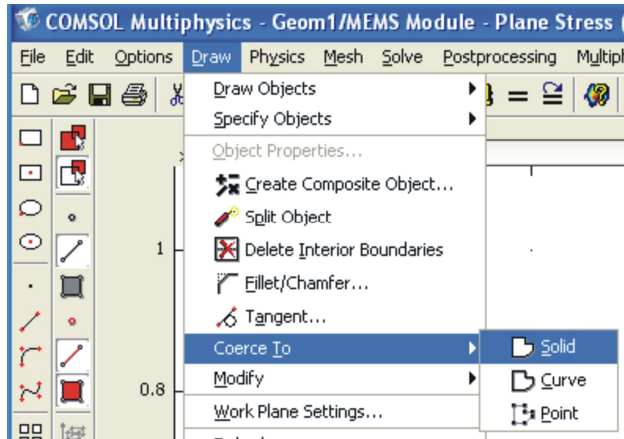 COMSOL Multiphysics - Geom1/MEMS Module - Plane Stress (
File Edit Options Draw Physics Mesh Solve Postprocessing
Draw Objects
Specify Objects
Object Properties...
Create Composite Object...
Split Object
1
Delete Interior Boundaries
Fillet/Chamfer...
Tangent...
Coerce To
Solid
Modify
Curve
0.8
Work Plane Settings...
Point